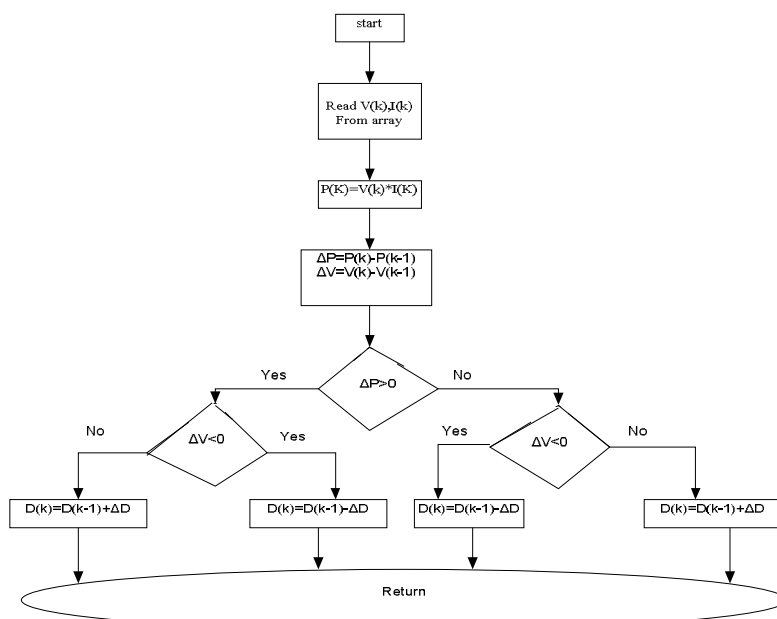 start
Read V(k),I(k)
From array
P(K)=V(k)*I(K)
ΔP=P(k)-P(k-1)
ΔV=V(k)-V(k-1)
Yes
ΔP>0
No
No
ΔV<0
Yes
Yes
ΔV<0
No
D(k)=D(k-1)+ΔD
D(k)=D(k-1)-ΔD
D(k)=D(k-1)-ΔD
D(k)=D(k-1)+ΔD
Return